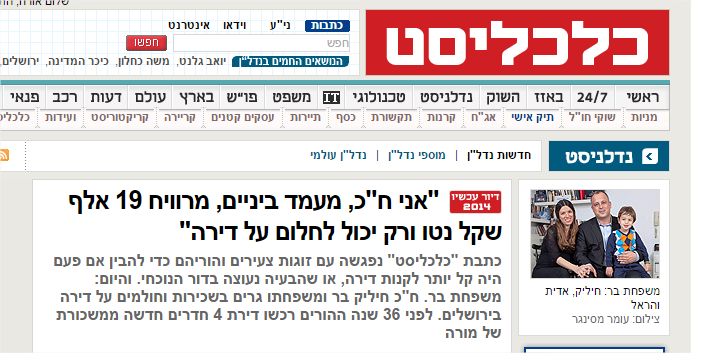 שלום אורח, הת
כלכליסט
כתבות ני"ע וידאו אינטרנט
חפש חפשו
הנושאים החמים בנדל"ן יואב גלנט, משה כחלון, כיכר המדינה, ירושלים,
ראשי 24/7 באזז השוק נדלניסט טכנולוגי IT משפט פו"ש בארץ עולם דעות רכב פנאי
מניות שוקי חו"ל תיק אישי אג"ח קרנות תקשורת כסף תיירות עסקים קטנים קריירה קריקטוריסט ועידות כלכלי
נדלניסט
חדשות נדל"ן | מוספי נדל"ן | נדל"ן עולמי
דיור עכשיו 2014
"אני ח"כ, מעמד ביניים, מרוויח 19 אלף
שקל נטו ורק יכול לחלום על דירה"
כתבת "כלכליסט" נפגשה עם זוגות צעירים והוריהם כדי להבין אם פעם
היה קל יותר לקנות דירה, או שהבעיה נעוצה בדור הנוכחי. והיום:
משפחת בר. ח"כ חיליק בר ומשפחתו גרים בשכירות וחולמים על דירה
בירושלים. לפני 36 שנה ההורים רכשו דירת 4 חדרים חדשה ממשכורת
של מורה
משפחת בר: חיליק, אדית
והראל
צילום: עומר מסינגר